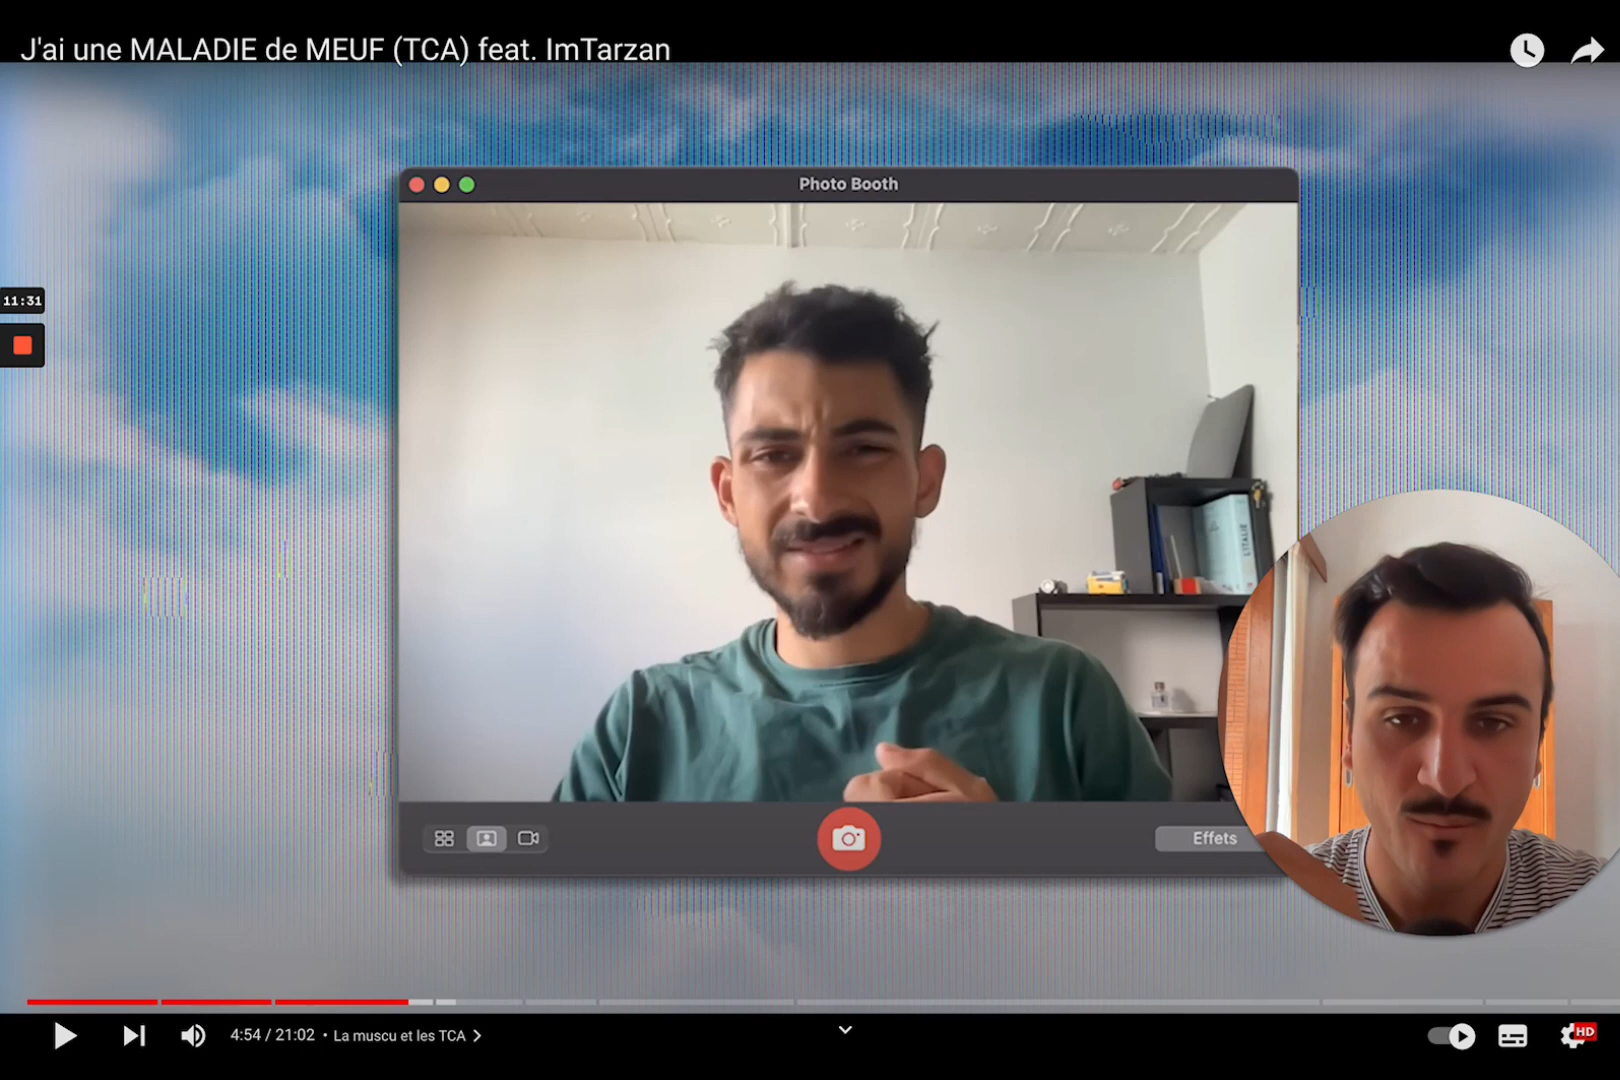 J'ai une MALADIE de MEUF (TCA) feat. ImTarzan
Photo Booth
11:31
L'ITALIE
Effets
4:54 / 21:02 • La muscu et les TCA
HD